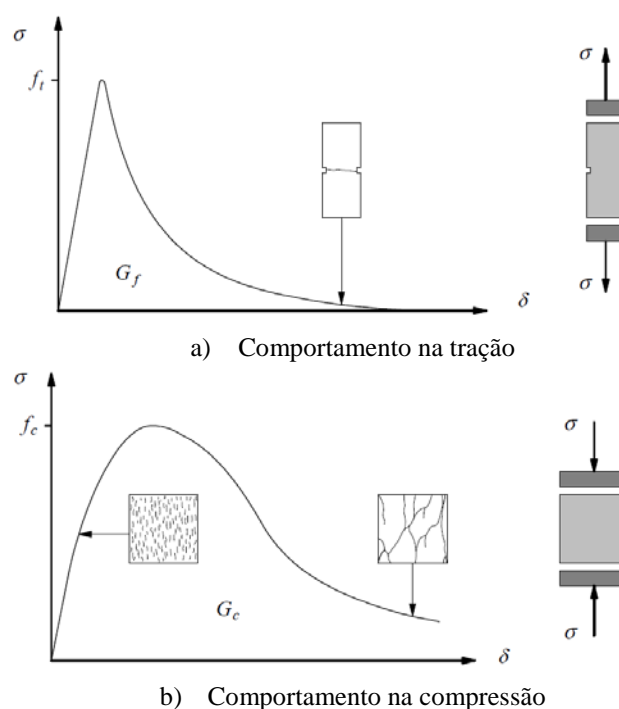 σ
f_t
G_f
δ
σ
σ
a) Comportamento na tração
σ
f_c
G_c
δ
σ
σ
b) Comportamento na compressão